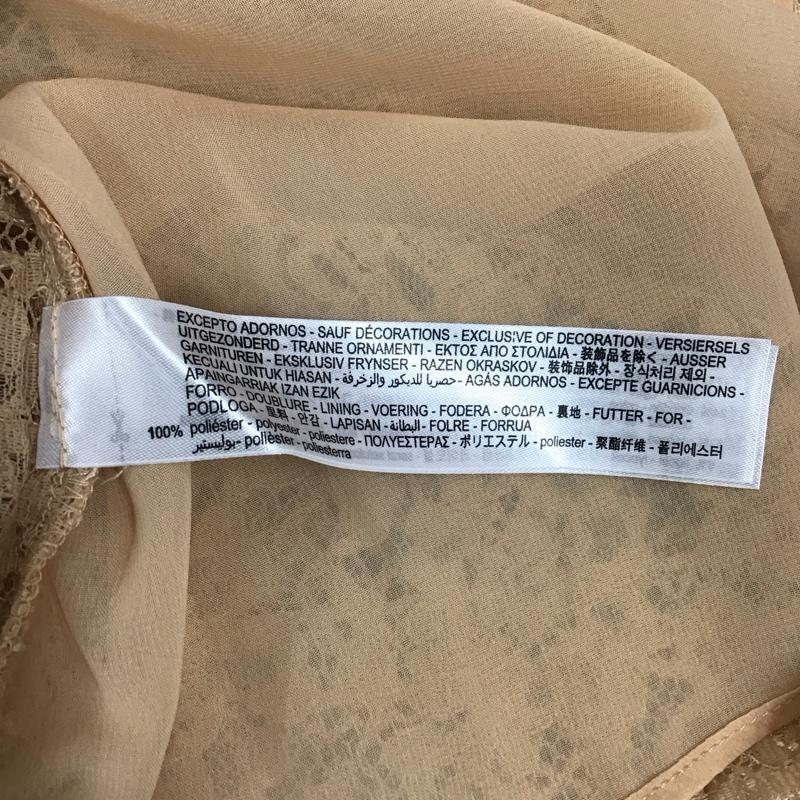 EXCEPTO ADORNOS - SAUF DÉCORATIONS - EXCLUSIVE OF DECORATION - VERSIERSELS
UITGEZONDERD - TRANNE ORNAMENTI - ΕΚΤΟΣ ΑΠΟ ΣΤΟΛΙΔΙΑ - 装飾品を除く - AUSSER
GARNITUREN - EKSKLUSIV FRYNSER - RAZEN OKRASKOV - 装饰品除外 - 장식처리 제외 -
KECUALI UNTUK HIASAN - حصريا للديكور والزخرفة - AGÁS ADORNOS - EXCEPTE GUARNICIONS -
APAINGARRIAK IZAN EZIK
FORRO - DOUBLURE - LINING - VOERING - FODERA - ΦΟΔΡΑ - 裏地 - FUTTER - FOR -
PODLOGA - 里料 - 안감 - LAPISAN - البطانة - FOLRE - FORRUA
100% poliéster - polyester - poliestere - ΠΟΛΥΕΣΤΕΡΑΣ - ポリエステル - poliester - 聚酯纤维 - 폴리에스터
- بوليستير - polièster - poliesterra